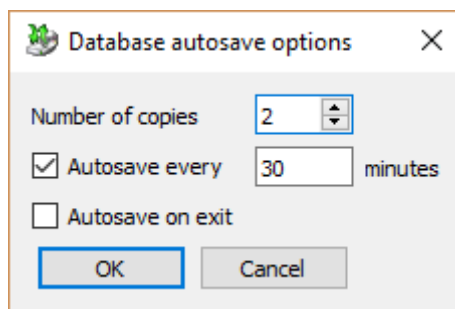 Database autosave options
Number of copies 2
Autosave every 30 minutes
Autosave on exit
OK Cancel